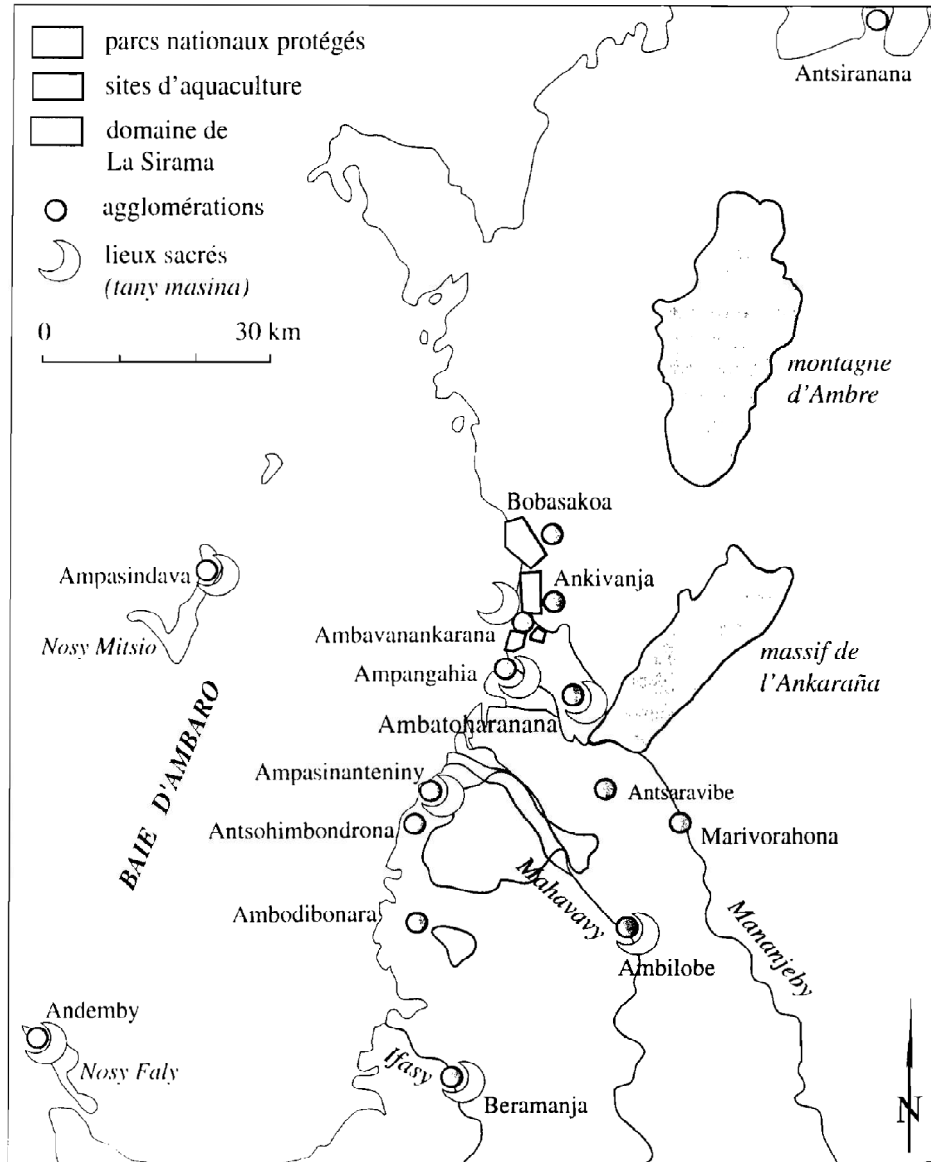 parcs nationaux protégés
sites d'aquaculture
domaine de
La Sirama
agglomérations
lieux sacrés
(tany masina)
0 30 km
Antsiranana
montagne
d'Ambre
Bobasakoa
Ampasindava
Ankivanja
Nosy Mitsio
Ambavanankarana
Ampangahia
massif de
l'Ankaraña
Ambatoharanana
BAIE D'AMBARO
Ampasinanteniny
Antsaravibe
Antsohimbondrona
Marivorahona
Mahavavy
Ambodibonara
Mananjeby
Ambilobe
Andemby
Nosy Faly
Ifasy
Beramanja
N